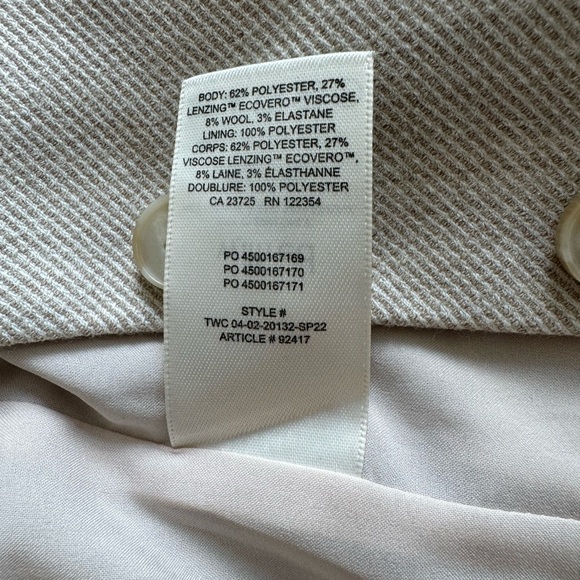 BODY: 62% POLYESTER, 27%
LENZING™ ECOVERO™ VISCOSE,
8% WOOL, 3% ELASTANE
LINING: 100% POLYESTER
CORPS: 62% POLYESTER, 27%
VISCOSE LENZING™ ECOVERO™,
8% LAINE, 3% ÉLASTHANNE
DOUBLURE: 100% POLYESTER
CA 23725 RN 122354
PO 4500167169
PO 4500167170
PO 4500167171
STYLE #
TWC 04-02-20132-SP22
ARTICLE # 92417